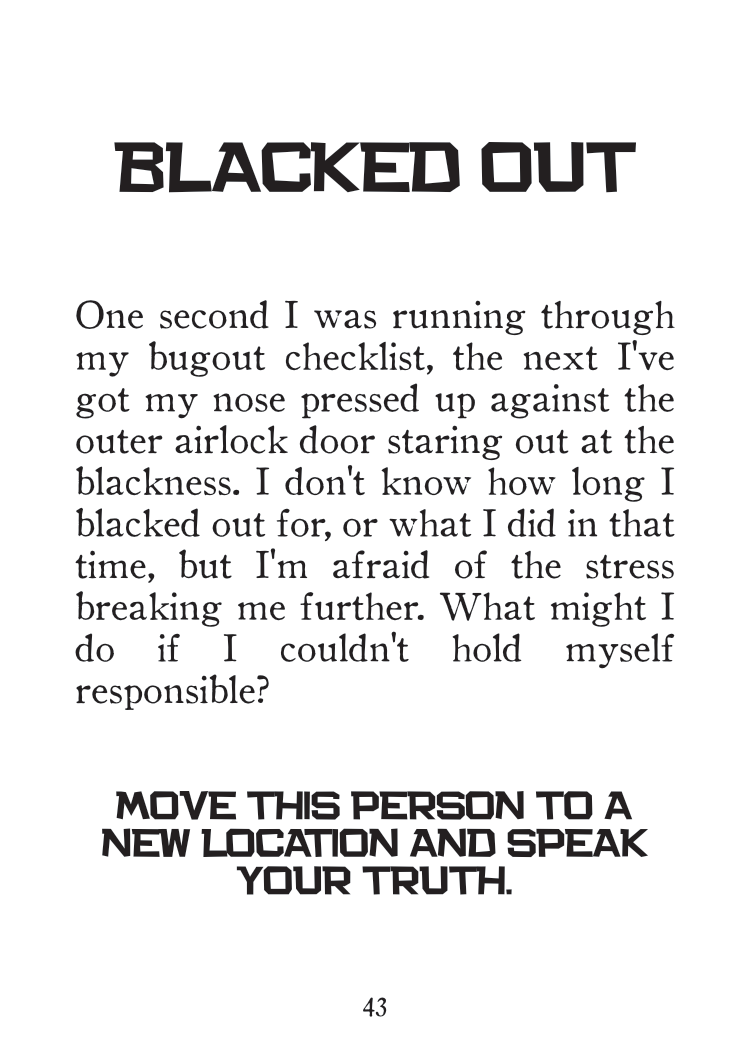 BLACKED OUT
One second I was running through
my bugout checklist, the next I've
got my nose pressed up against the
outer airlock door staring out at the
blackness. I don't know how long I
blacked out for, or what I did in that
time, but I'm afraid of the stress
breaking me further. What might I
do if I couldn't hold myself
responsible?
MOVE THIS PERSON TO A
NEW LOCATION AND SPEAK
YOUR TRUTH.
43